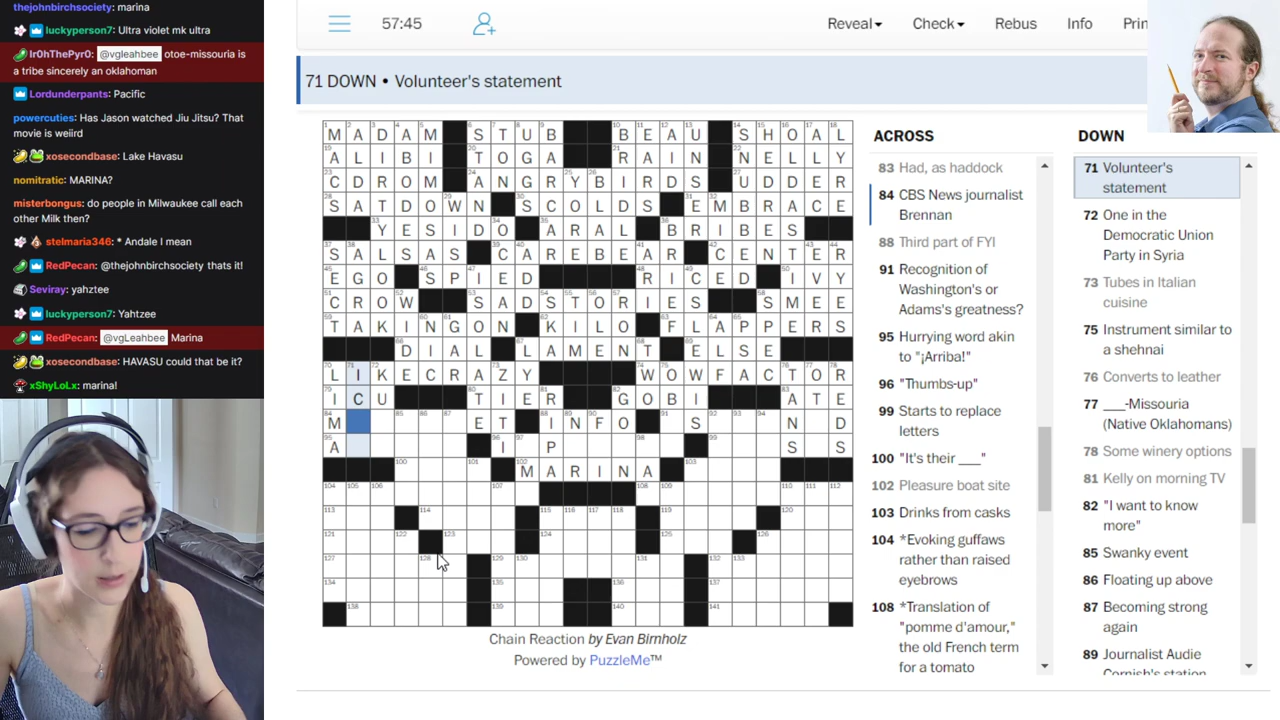 thejohnbirchsociety: marina
luckyperson7: Ultra violet mk ultra
Ir0hThePyr0: @vgleahbee otoe-missouria is
a tribe sincerely an oklahoman
Lordunderpants: Pacific
powercuties: Has Jason watched Jiu Jitsu? That
movie is weiird
xosecondbase: Lake Havasu
nomitratic: MARINA?
misterbongus: do people in Milwaukee call each
other Milk then?
stelmaria346: * Andale I mean
RedPecan: @thejohnbirchsociety thats it!
Seviray: yahztee
luckyperson7: Yahtzee
RedPecan: @vgLeahbee Marina
xosecondbase: HAVASU could that be it?
xShyLoLx: marina!
57:45
Reveal
Check
Rebus
Info
Prin
71 DOWN • Volunteer's statement
MADAM STUB BEAU SHOAL
ALIBI TOGA RAIN NELLY
CDROM ANGRYBIRDS UDDER
SATDOWN SCOLDS EMBRACE
YESIDO ARAL BRIBES
SALSAS CAREBEAR CENTER
EGO SPIED RICED IVY
CROW SADSTORIES SMEE
TAKINGON KILO FLAPPERS
DIAL LAMENT ELSE
LIKECRAZY WOWFACTOR
ICU TIER GOBI ATE
M ET INFO S N D
A I P S S
MARINA
Chain Reaction by Evan Birnholz
Powered by PuzzleMe™
ACROSS
83 Had, as haddock
84 CBS News journalist
Brennan
88 Third part of FYI
91 Recognition of
Washington's or
Adams's greatness?
95 Hurrying word akin
to "¡Arriba!"
96 "Thumbs-up"
99 Starts to replace
letters
100 "It's their ___"
102 Pleasure boat site
103 Drinks from casks
104 *Evoking guffaws
rather than raised
eyebrows
108 *Translation of
"pomme d'amour,"
the old French term
for a tomato
DOWN
71 Volunteer's
statement
72 One in the
Democratic Union
Party in Syria
73 Tubes in Italian
cuisine
75 Instrument similar to
a shehnai
76 Converts to leather
77 ___-Missouria
(Native Oklahomans)
78 Some winery options
81 Kelly on morning TV
82 "I want to know
more"
85 Swanky event
86 Floating up above
87 Becoming strong
again
89 Journalist Audie
Cornish's station